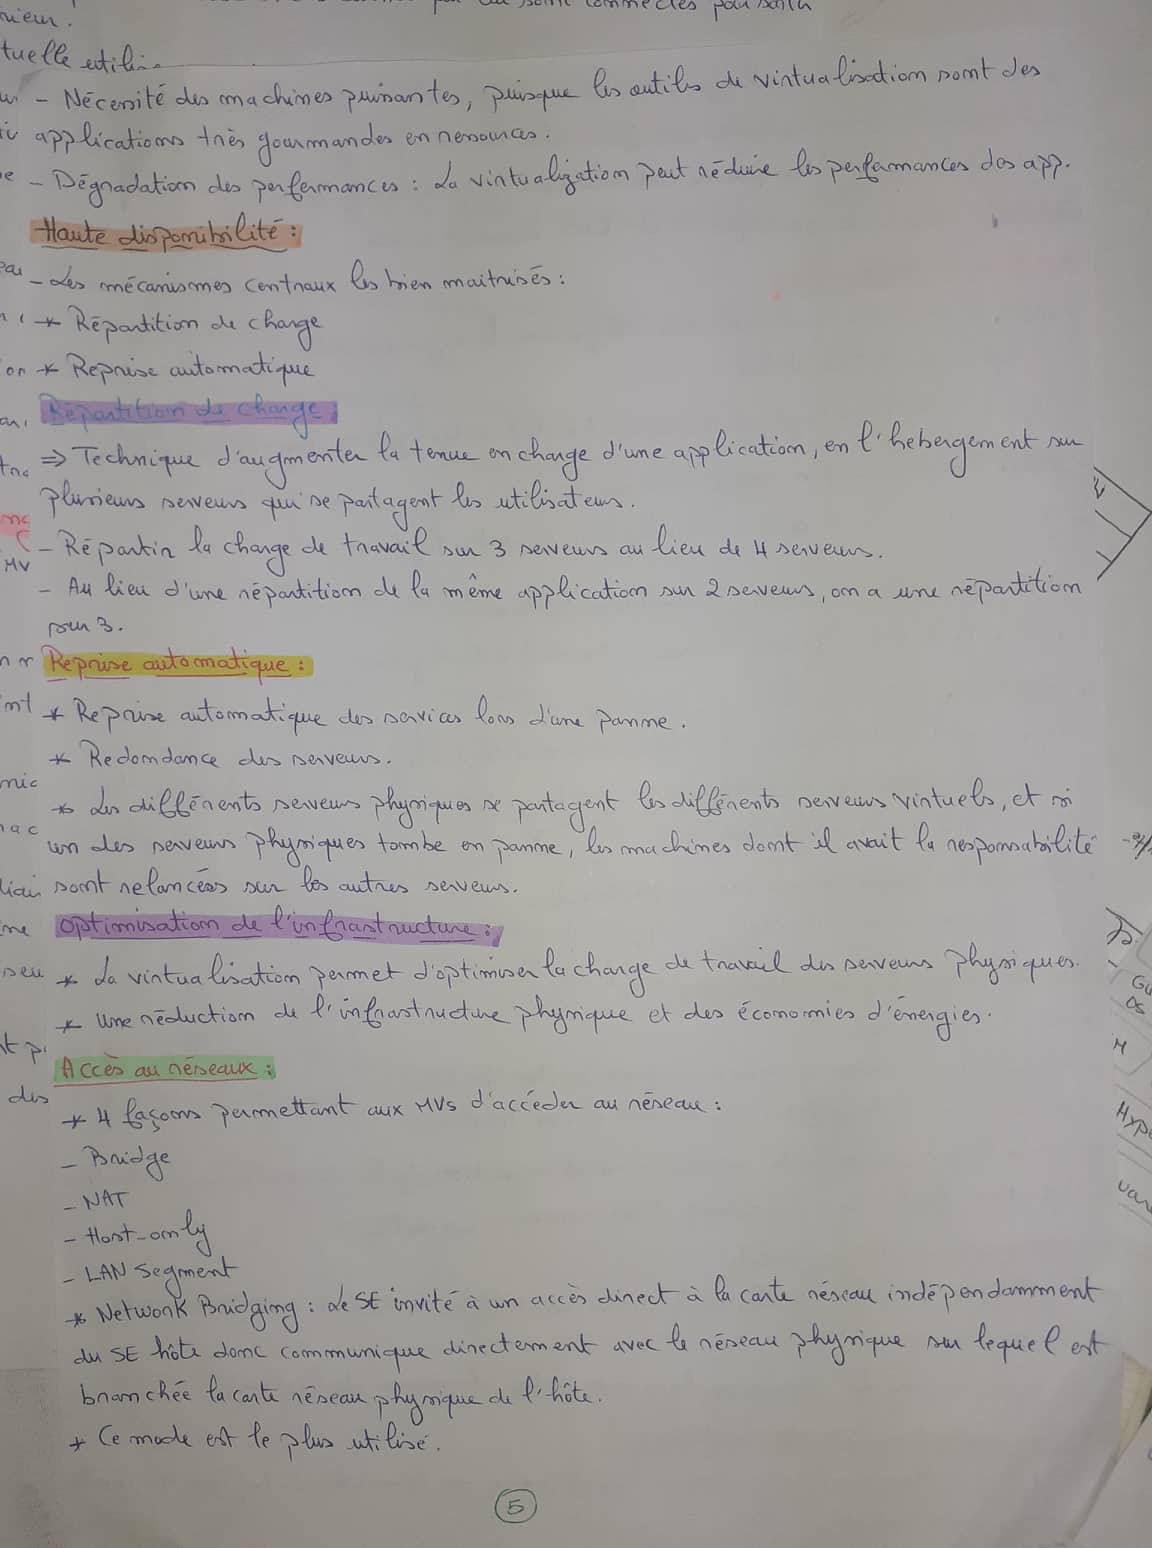 - Nécessité des machines puissantes, puisque les outils de virtualisation sont des
applications très gourmandes en ressources.
- Dégradation des performances : La virtualization peut réduire les performances des app.
Haute disponibilité :
- Les mécanismes centraux les bien maitrisés :
* Répartition de charge
* Reprise automatique
Répartition de charge :
⇒ Technique d'augmenter la tenue en charge d'une application, en l'hebergement sur
plusieurs serveurs qui se partagent les utilisateurs.
- Répartir la charge de travail sur 3 serveurs au lieu de 4 serveurs.
- Au lieu d'une répartition de la même application sur 2 serveurs, on a une répartition
sur 3.
Reprise automatique :
* Reprise automatique des services lors d'une panne.
* Redondance des serveurs.
* Les différents serveurs physiques se partagent les différents serveurs virtuels, et si
un des serveurs physiques tombe en panne, les machines dont il avait la responsabilité
sont relancées sur les autres serveurs.
Optimisation de l'infrastructure :
* La virtualisation permet d'optimiser la charge de travail des serveurs physiques.
* Une réduction de l'infrastructure physique et des économies d'énergies.
Accès au réseaux :
* 4 façons permettant aux MVs d'accéder au réseau :
- Bridge
- NAT
- Host-only
- LAN Segment
* Network Bridging : Le SE invité à un accès direct à la carte réseau indépendamment
du SE hôte donc communique directement avec le réseau physique sur lequel est
branchée la carte réseau physique de l'hôte.
* Ce mode est le plus utilisé.
5